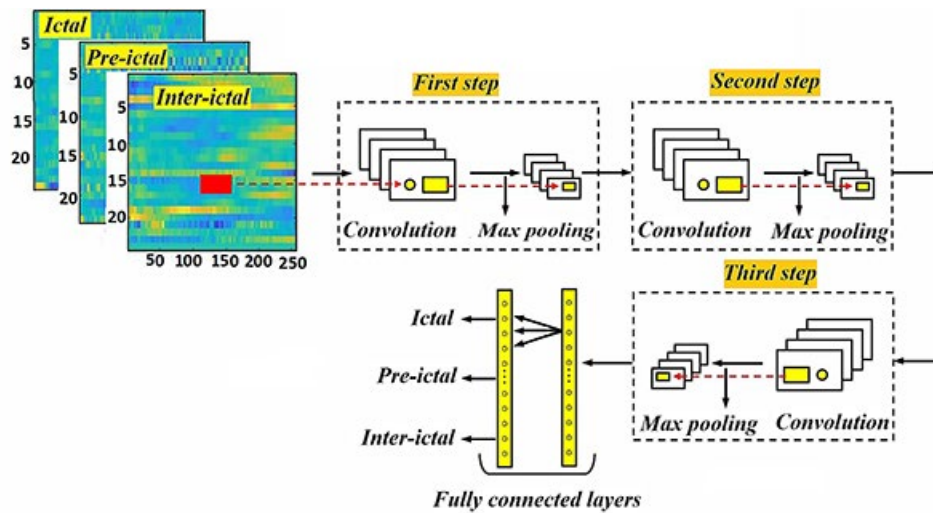 Ictal
5
10
15
20
Pre-ictal
5
10
15
20
Inter-ictal
5
10
15
20
50 100 150 200 250
First step
Convolution Max pooling
Second step
Convolution Max pooling
Third step
Max pooling Convolution
Ictal
Pre-ictal
Inter-ictal
Fully connected layers